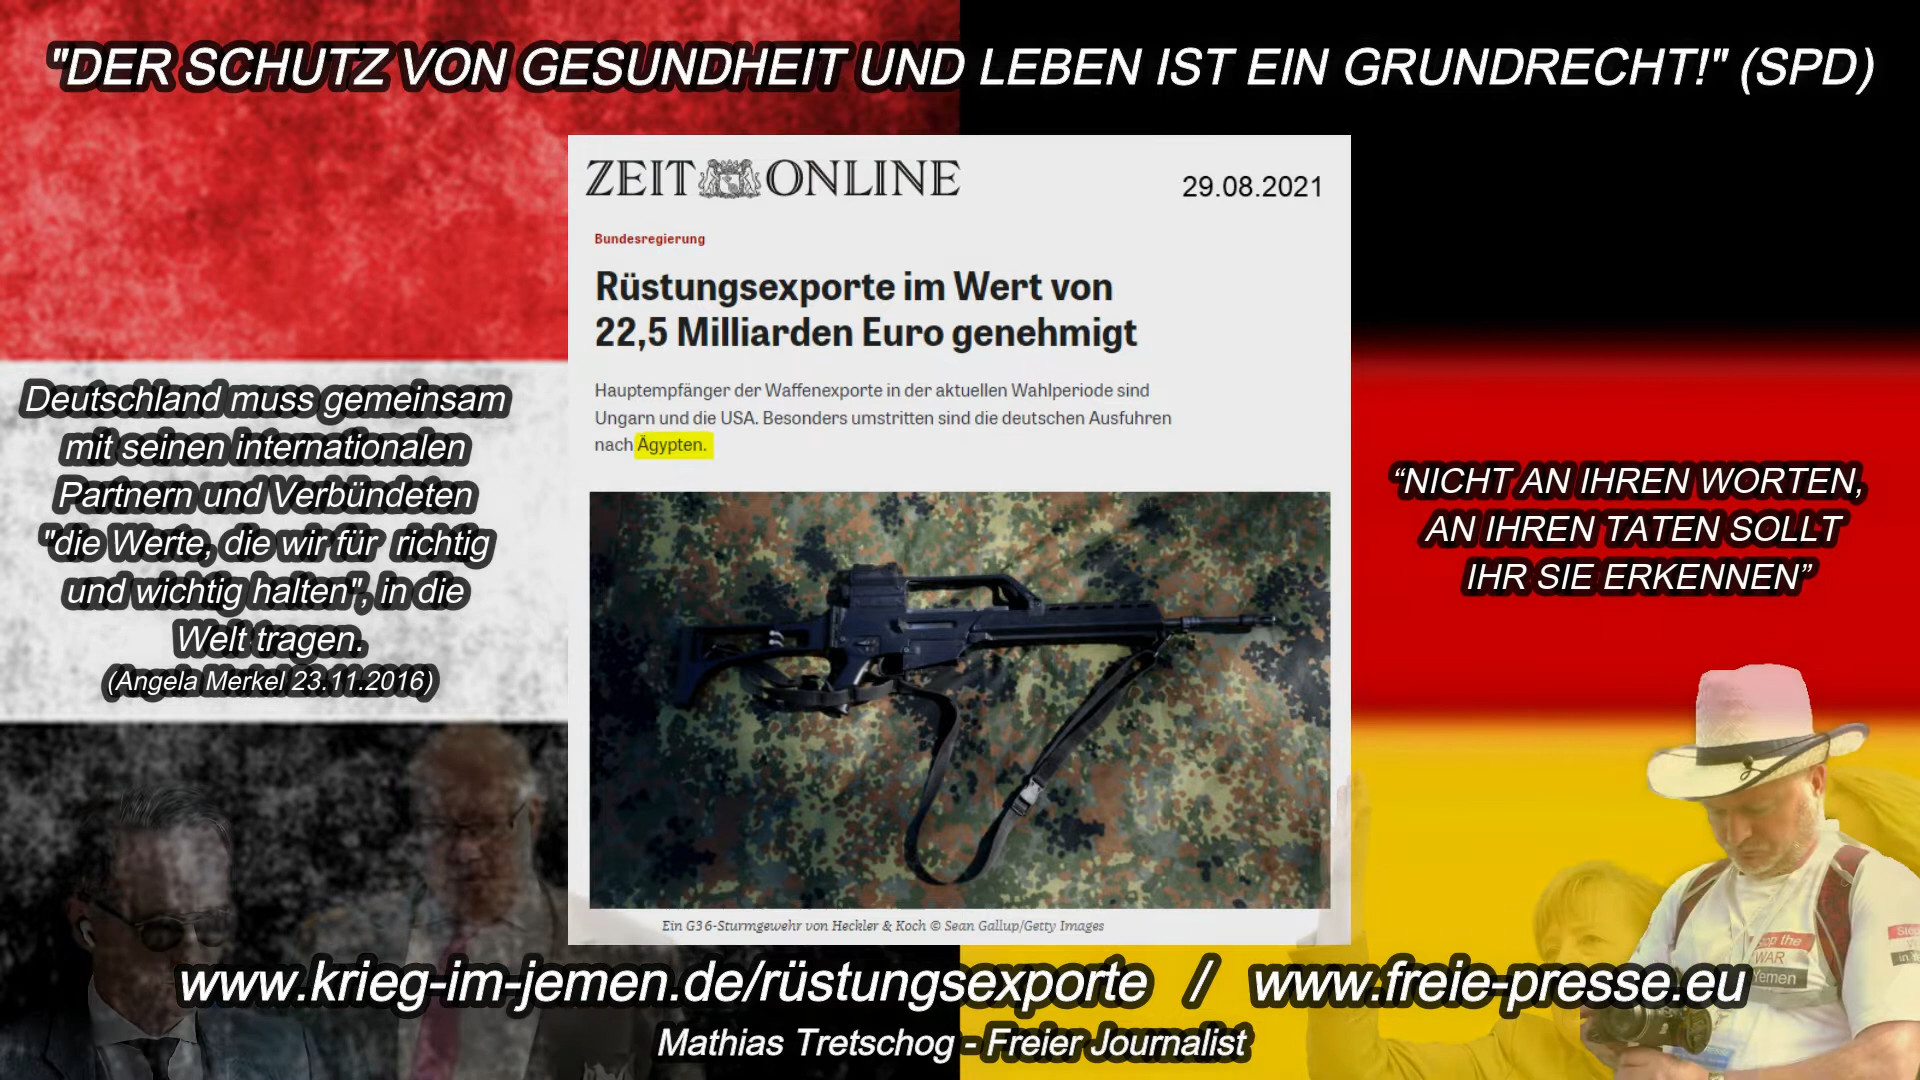 "DER SCHUTZ VON GESUNDHEIT UND LEBEN IST EIN GRUNDRECHT!" (SPD)
ZEIT ONLINE
29.08.2021
Bundesregierung
Rüstungsexporte im Wert von
22,5 Milliarden Euro genehmigt
Hauptempfänger der Waffenexporte in der aktuellen Wahlperiode sind
Ungarn und die USA. Besonders umstritten sind die deutschen Ausfuhren
nach Ägypten.
Ein G36-Sturmgewehr von Heckler & Koch © Sean Gallup/Getty Images
Deutschland muss gemeinsam
mit seinen internationalen
Partnern und Verbündeten
"die Werte, die wir für richtig
und wichtig halten", in die
Welt tragen.
(Angela Merkel 23.11.2016)
“NICHT AN IHREN WORTEN,
AN IHREN TATEN SOLLT
IHR SIE ERKENNEN”
the
WAR
Yemen
www.krieg-im-jemen.de/rüstungsexporte / www.freie-presse.eu
Mathias Tretschog - Freier Journalist